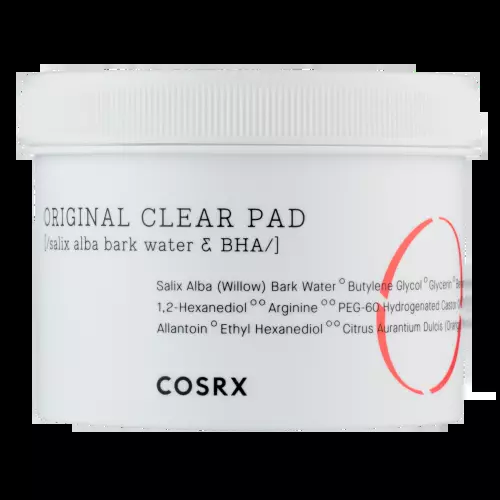 ORIGINAL CLEAR PAD
[/salix alba bark water & BHA/]
Salix Alba (Willow) Bark Water ° Butylene Glycol ° Glycerin °
1,2-Hexanediol °° Arginine °° PEG-60 Hydrogenated Castor
Allantoin ° Ethyl Hexanediol °° Citrus Aurantium Dulcis (Orang
COSRX